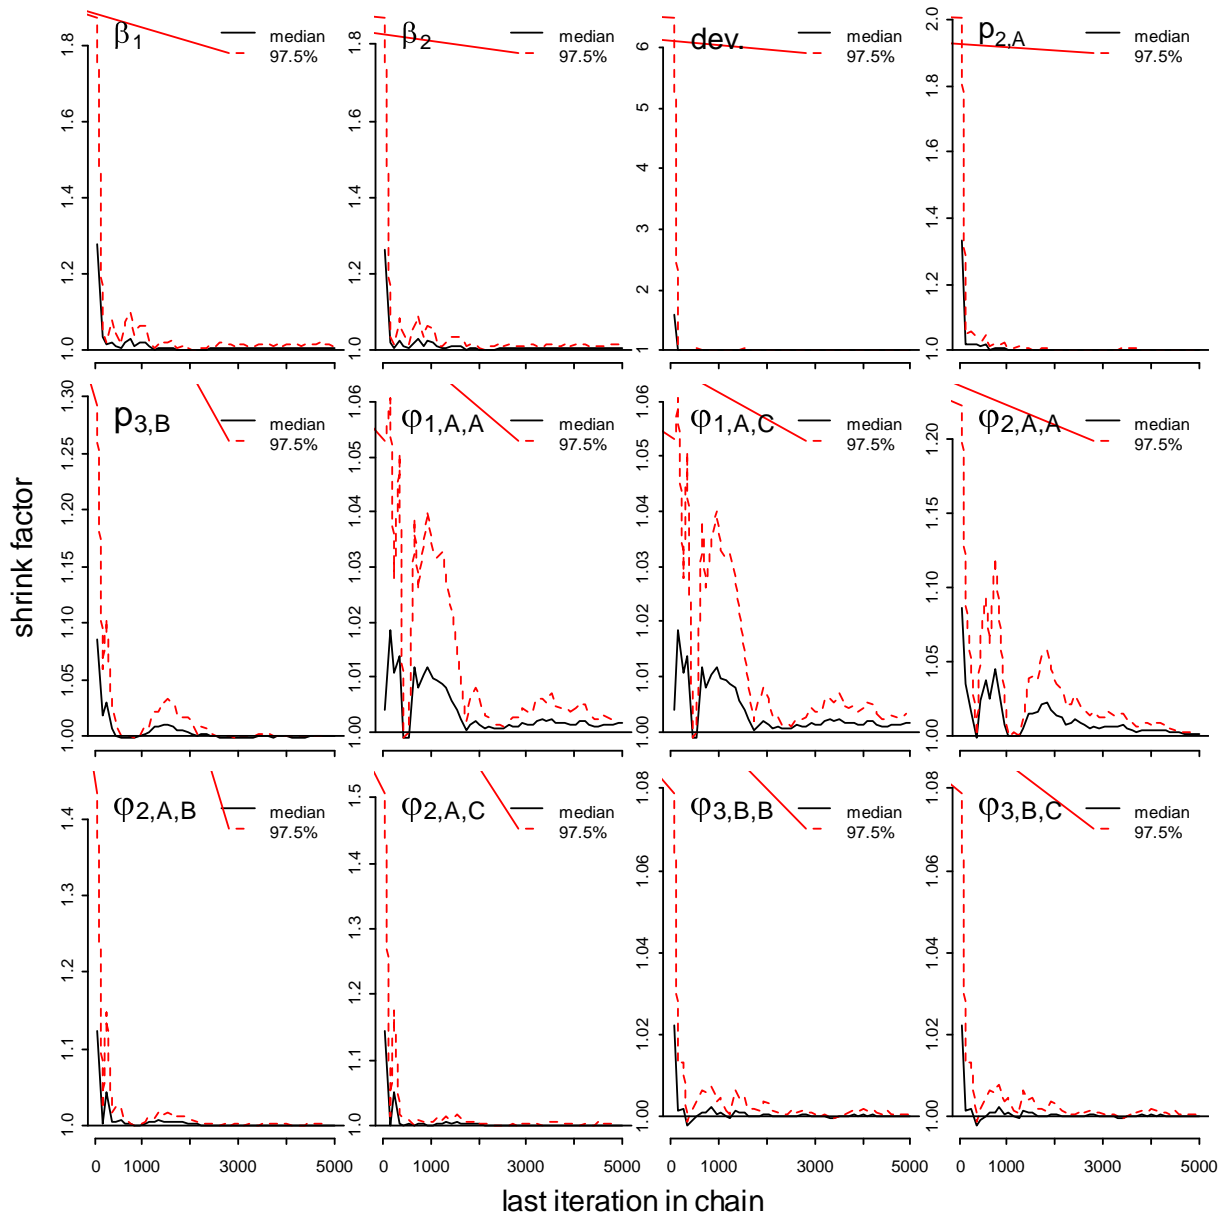 β1 median
97.5%
β2 median
97.5%
dev. median
97.5%
p2,A median
97.5%
1.0 1.2 1.4 1.6 1.8
1.0 1.2 1.4 1.6 1.8
1 2 3 4 5 6
1.0 1.2 1.4 1.6 1.8 2.0
p3,B median
97.5%
φ1,A,A median
97.5%
φ1,A,C median
97.5%
φ2,A,A median
97.5%
1.00 1.05 1.10 1.15 1.20 1.25 1.30
1.00 1.01 1.02 1.03 1.04 1.05 1.06
1.00 1.01 1.02 1.03 1.04 1.05 1.06
1.00 1.05 1.10 1.15 1.20
shrink factor
φ2,A,B median
97.5%
φ2,A,C median
97.5%
φ3,B,B median
97.5%
φ3,B,C median
97.5%
1.0 1.1 1.2 1.3 1.4
1.0 1.1 1.2 1.3 1.4 1.5
1.00 1.02 1.04 1.06 1.08
1.00 1.02 1.04 1.06 1.08
0 1000 3000 5000
0 1000 3000 5000
0 1000 3000 5000
0 1000 3000 5000
last iteration in chain